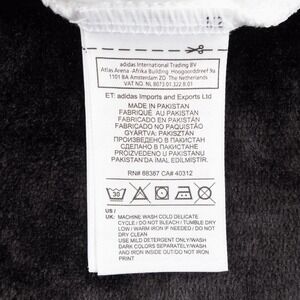 adidas International Trading BV
Atlas Arena -Afrika Building Hoogoorddreef 9a
1101 BA Amsterdam ZO The Netherlands
VAT NO. NL 8073.01.322.B.01
ET: adidas Imports and Exports Ltd
MADE IN PAKISTAN
FABRIQUÉ AU PAKISTAN
FABRICADO EN PAKISTÁN
FABRICADO NO PAQUISTÃO
GYÁRTVA: PAKISZTÁN
ПРОИЗВЕДЕНО В ПАКИСТАН
СДЕЛАНО В ПАКИСТАНЕ
PROIZVEDENO U PAKISTANU
PAKISTAN'DA İMAL EDİLMİŞTİR.
RN# 88387 CA# 40312
30
US /
UK: MACHINE WASH COLD DELICATE
CYCLE / DO NOT BLEACH / TUMBLE DRY
LOW / WARM IRON IF NEEDED / DO NOT
DRY CLEAN
USE MILD DETERGENT ONLY/WASH
DARK COLORS SEPARATELY/WASH
AND IRON INSIDE OUT/DO NOT IRON
PRINT